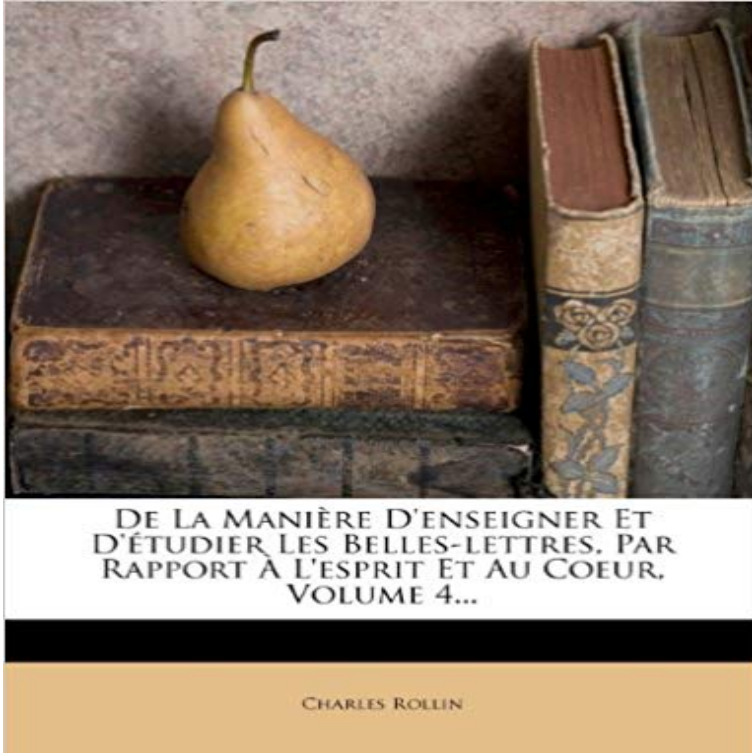 De La Manière D'enseigner Et
D'étudier Les Belles-lettres, Par
Rapport À L'esprit Et Au Coeur,
Volume 4...
Charles Rollin